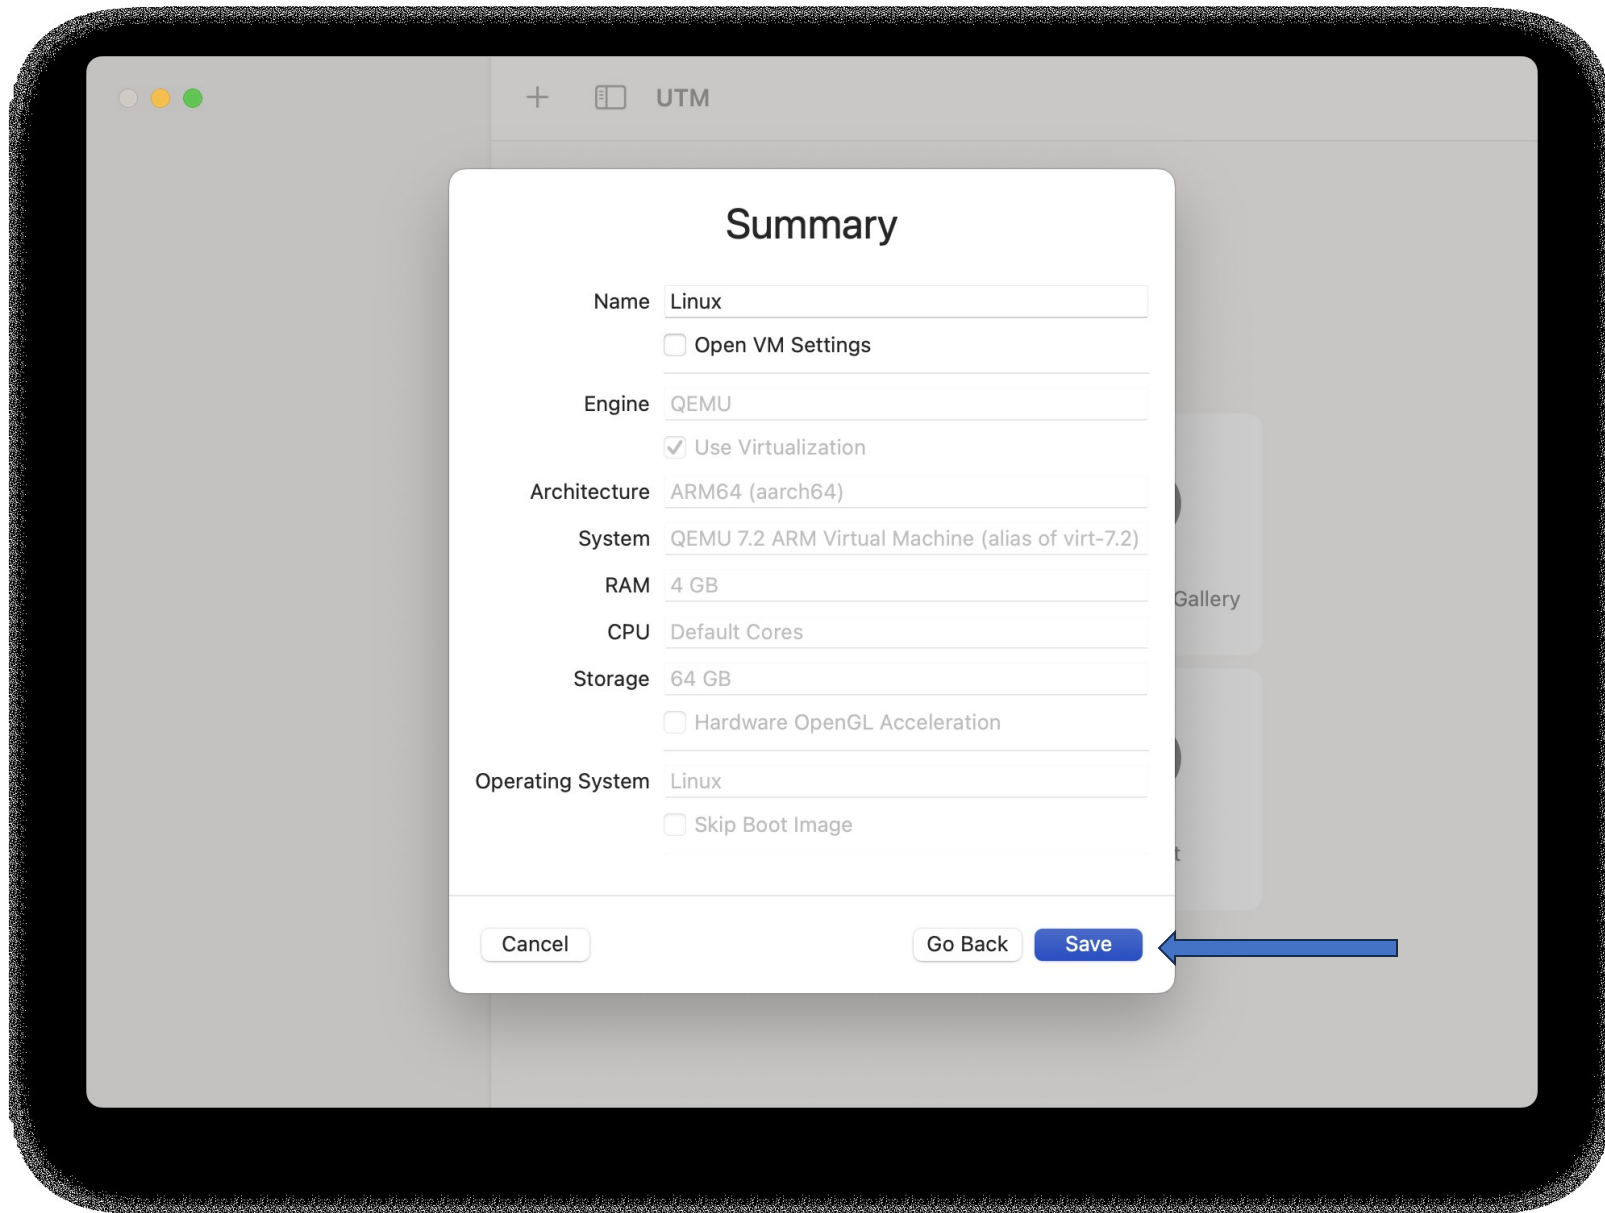 UTM
Summary
Name Linux
Open VM Settings
Engine QEMU
Use Virtualization
Architecture ARM64 (aarch64)
System QEMU 7.2 ARM Virtual Machine (alias of virt-7.2)
RAM 4 GB
Gallery
CPU Default Cores
Storage 64 GB
Hardware OpenGL Acceleration
Operating System Linux
Skip Boot Image
t
Cancel Go Back Save